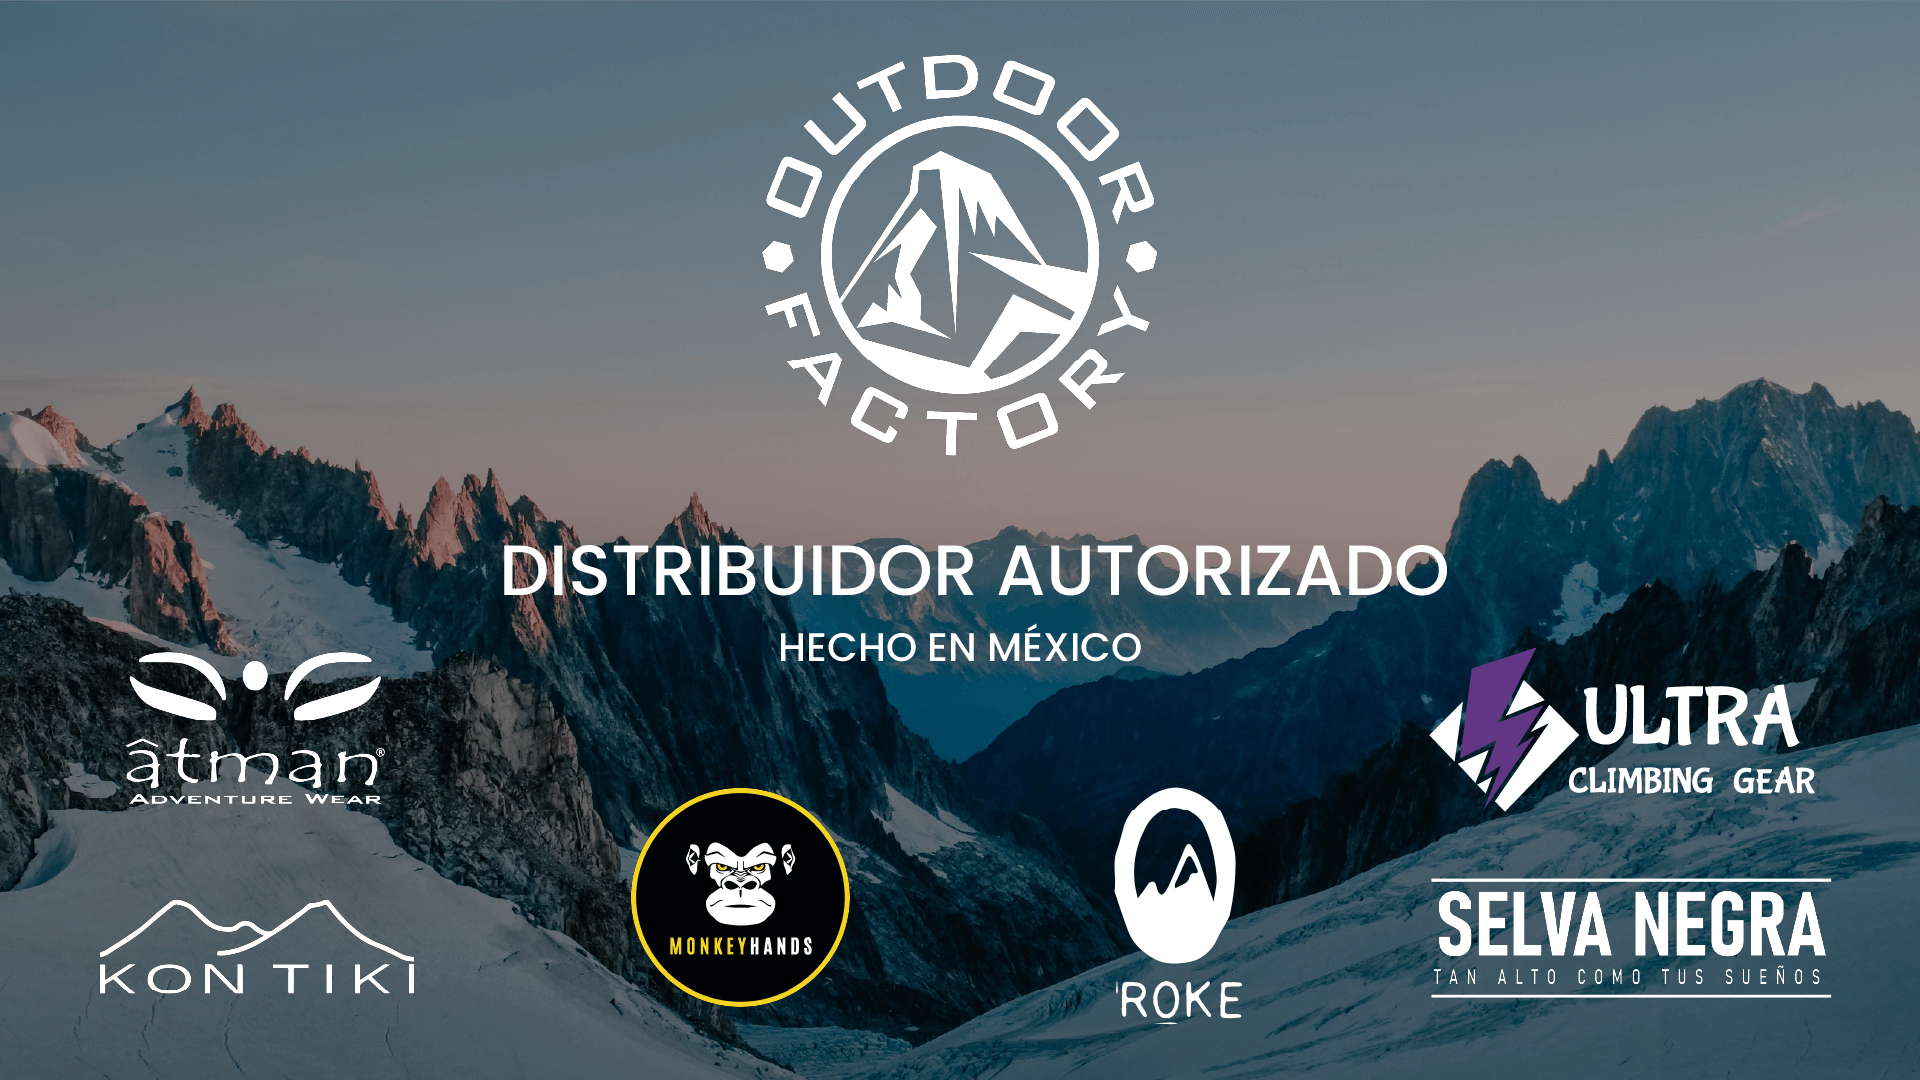 OUTDOOR
FACTORY
DISTRIBUIDOR AUTORIZADO
HECHO EN MÉXICO
âtman®
ADVENTURE WEAR
ULTRA
CLIMBING GEAR
MONKEYHANDS
KON TIKI
'ROKE
SELVA NEGRA
TAN ALTO COMO TUS SUEÑOS